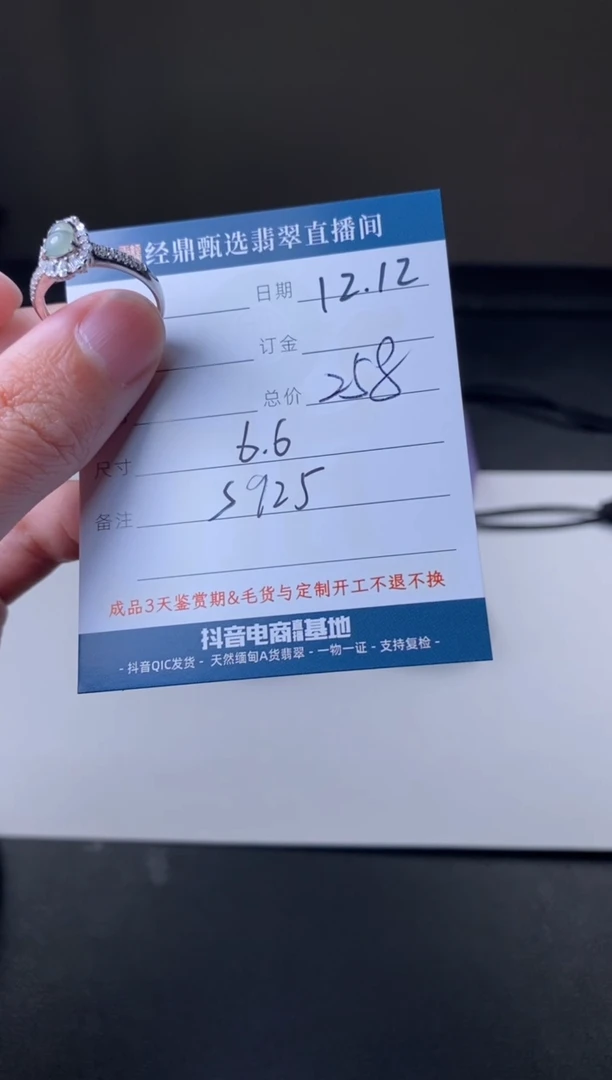 经鼎甄选翡翠直播间
日期 12.12
订金
总价 258
尺寸 6.6
备注 S925
成品3天鉴赏期&毛货与定制开工不退不换
抖音电商直播基地
- 抖音QIC发货 - 天然缅甸A货翡翠 - 一物一证 - 支持复检 -